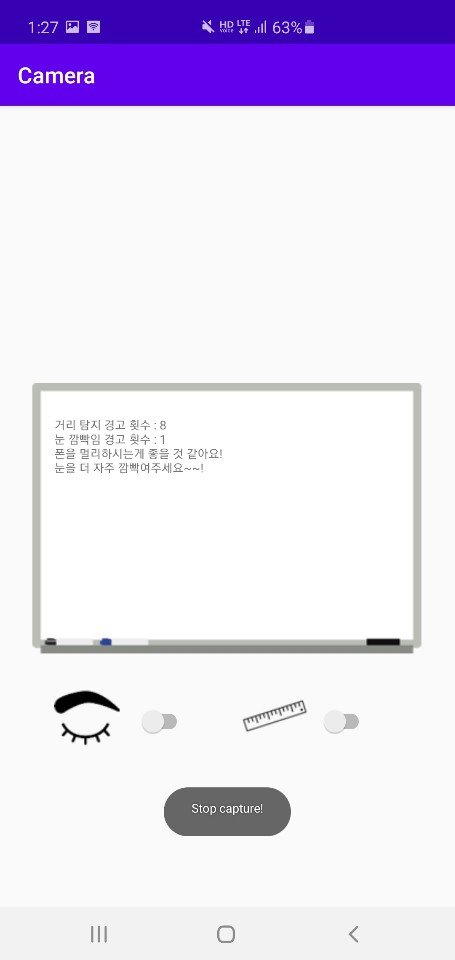 1:27 HD voice LTE 63%
Camera
거리 탐지 경고 횟수 : 8
눈 깜빡임 경고 횟수 : 1
폰을 멀리하시는게 좋을 것 같아요!
눈을 더 자주 깜빡여주세요~~!
Stop capture!